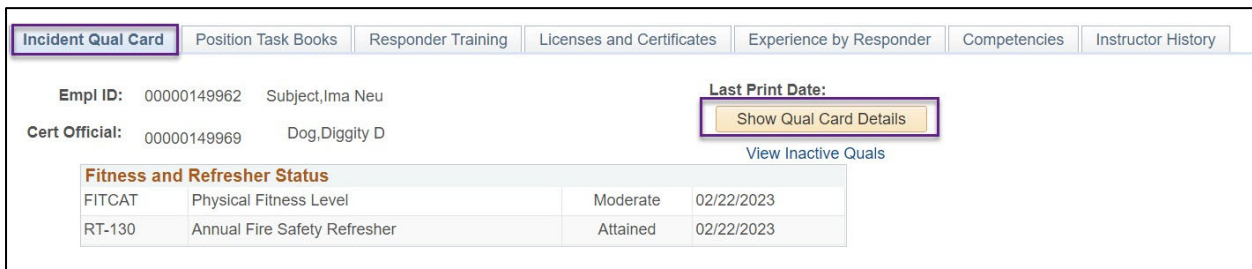 Incident Qual Card Position Task Books Responder Training Licenses and Certificates Experience by Responder Competencies Instructor History
Empl ID: 00000149962 Subject,Ima Neu Last Print Date:
Show Qual Card Details
Cert Official: 00000149969 Dog,Diggity D
View Inactive Quals
Fitness and Refresher Status
FITCAT Physical Fitness Level Moderate 02/22/2023
RT-130 Annual Fire Safety Refresher Attained 02/22/2023